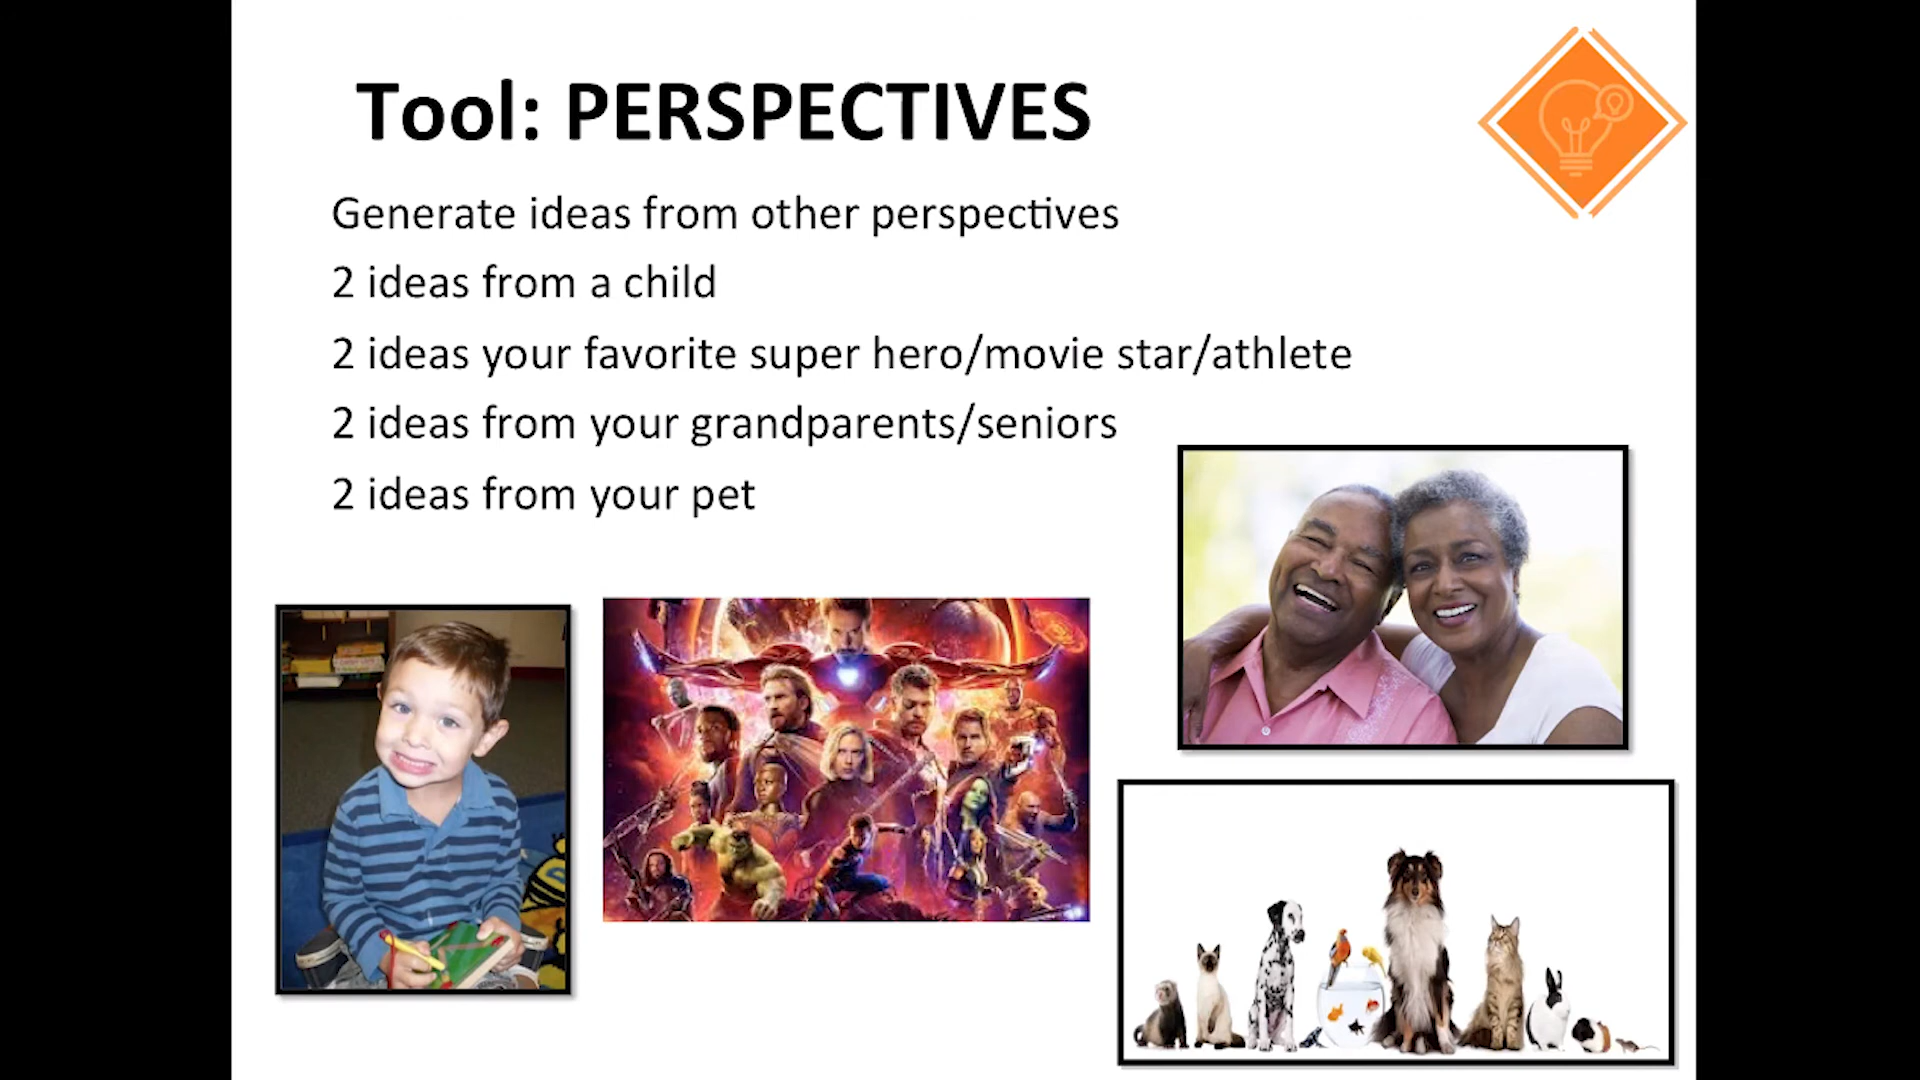 Tool: PERSPECTIVES
Generate ideas from other perspectives
2 ideas from a child
2 ideas your favorite super hero/movie star/athlete
2 ideas from your grandparents/seniors
2 ideas from your pet